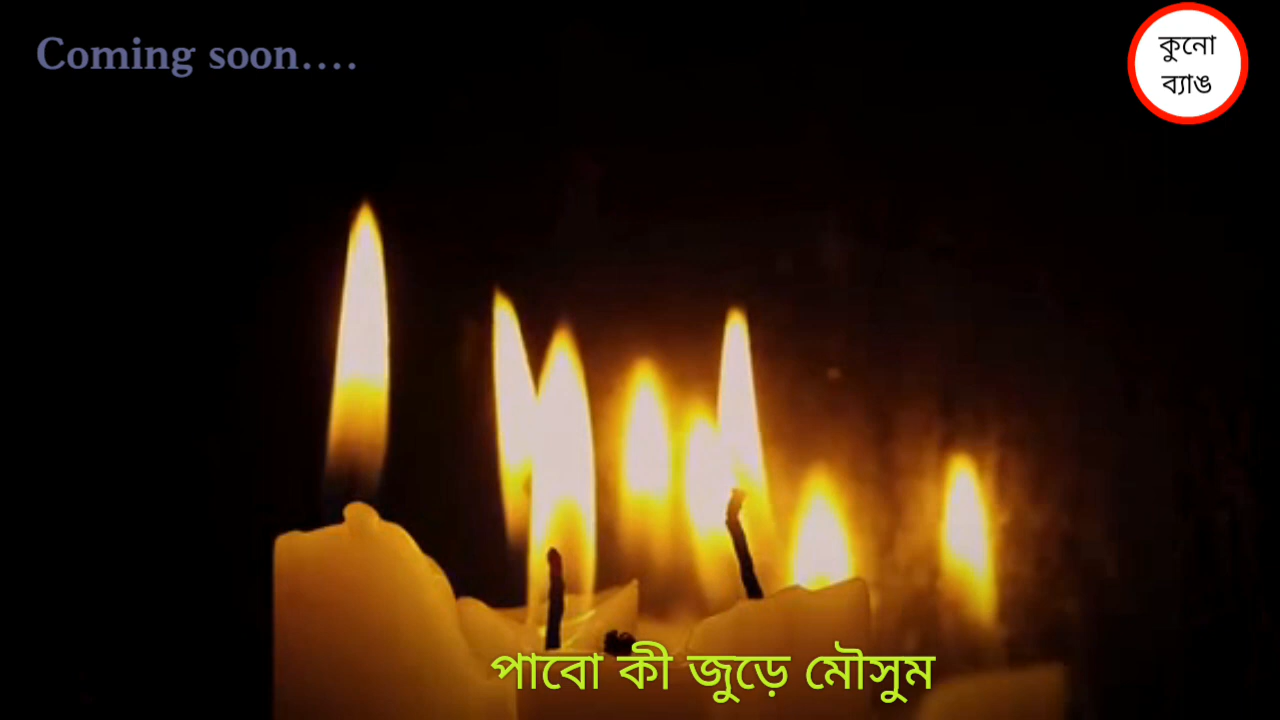 Coming soon....
কুনো
ব্যাঙ
পাবো কী জুড়ে মৌসুম